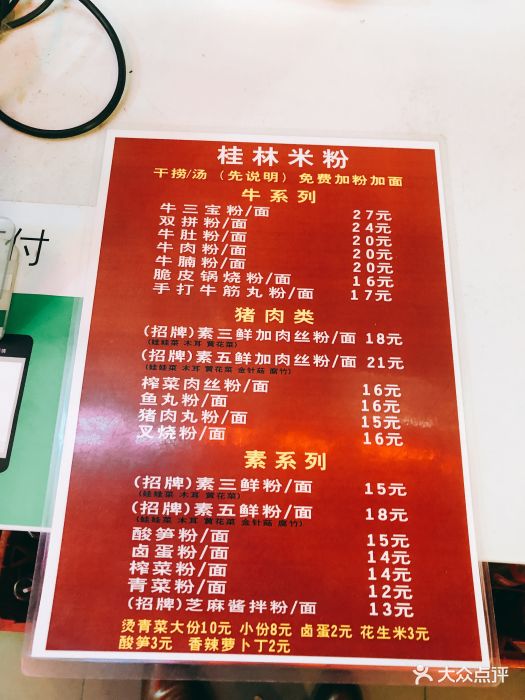 桂林米粉
干捞/汤 (先说明) 免费加粉加面
牛系列
牛三宝粉/面 27元
双拼粉/面 24元
牛肚粉/面 20元
牛肉粉/面 20元
牛腩粉/面 20元
脆皮锅烧粉/面 16元
手打牛筋丸粉/面 17元
猪肉类
(招牌)素三鲜加肉丝粉/面 18元
(娃娃菜 木耳 黄花菜)
(招牌)素五鲜加肉丝粉/面 21元
(娃娃菜 木耳 黄花菜 金针菇 腐竹)
榨菜肉丝粉/面 16元
鱼丸粉/面 16元
猪肉丸粉/面 15元
叉烧粉/面 16元
素系列
(招牌)素三鲜粉/面 15元
(娃娃菜 木耳 黄花菜)
(招牌)素五鲜粉/面 18元
(娃娃菜 木耳 黄花菜 金针菇 腐竹)
酸笋粉/面 15元
卤蛋粉/面 14元
榨菜粉/面 14元
青菜粉/面 12元
(招牌)芝麻酱拌粉/面 13元
烫青菜大份10元 小份8元 卤蛋2元 花生米3元
酸笋3元 香辣萝卜丁2元
付
大众点评